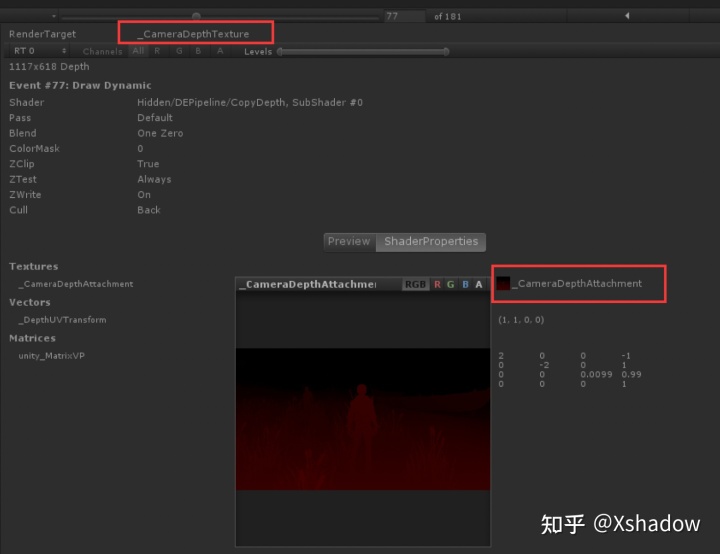 77 of 181
RenderTarget _CameraDepthTexture
RT 0 Channels All R G B A Levels
1117x618 Depth
Event #77: Draw Dynamic
Shader Hidden/DEPipeline/CopyDepth, SubShader #0
Pass Default
Blend One Zero
ColorMask 0
ZClip True
ZTest Always
ZWrite On
Cull Back
Preview ShaderProperties
Textures
_CameraDepthAttachment _CameraDepthAttachme RGB R G B A _CameraDepthAttachment
Vectors
_DepthUVTransform (1, 1, 0, 0)
Matrices
unity_MatrixVP 2 0 0 -1
0 -2 0 1
0 0 0.0099 0.99
0 0 0 1
知乎 @Xshadow